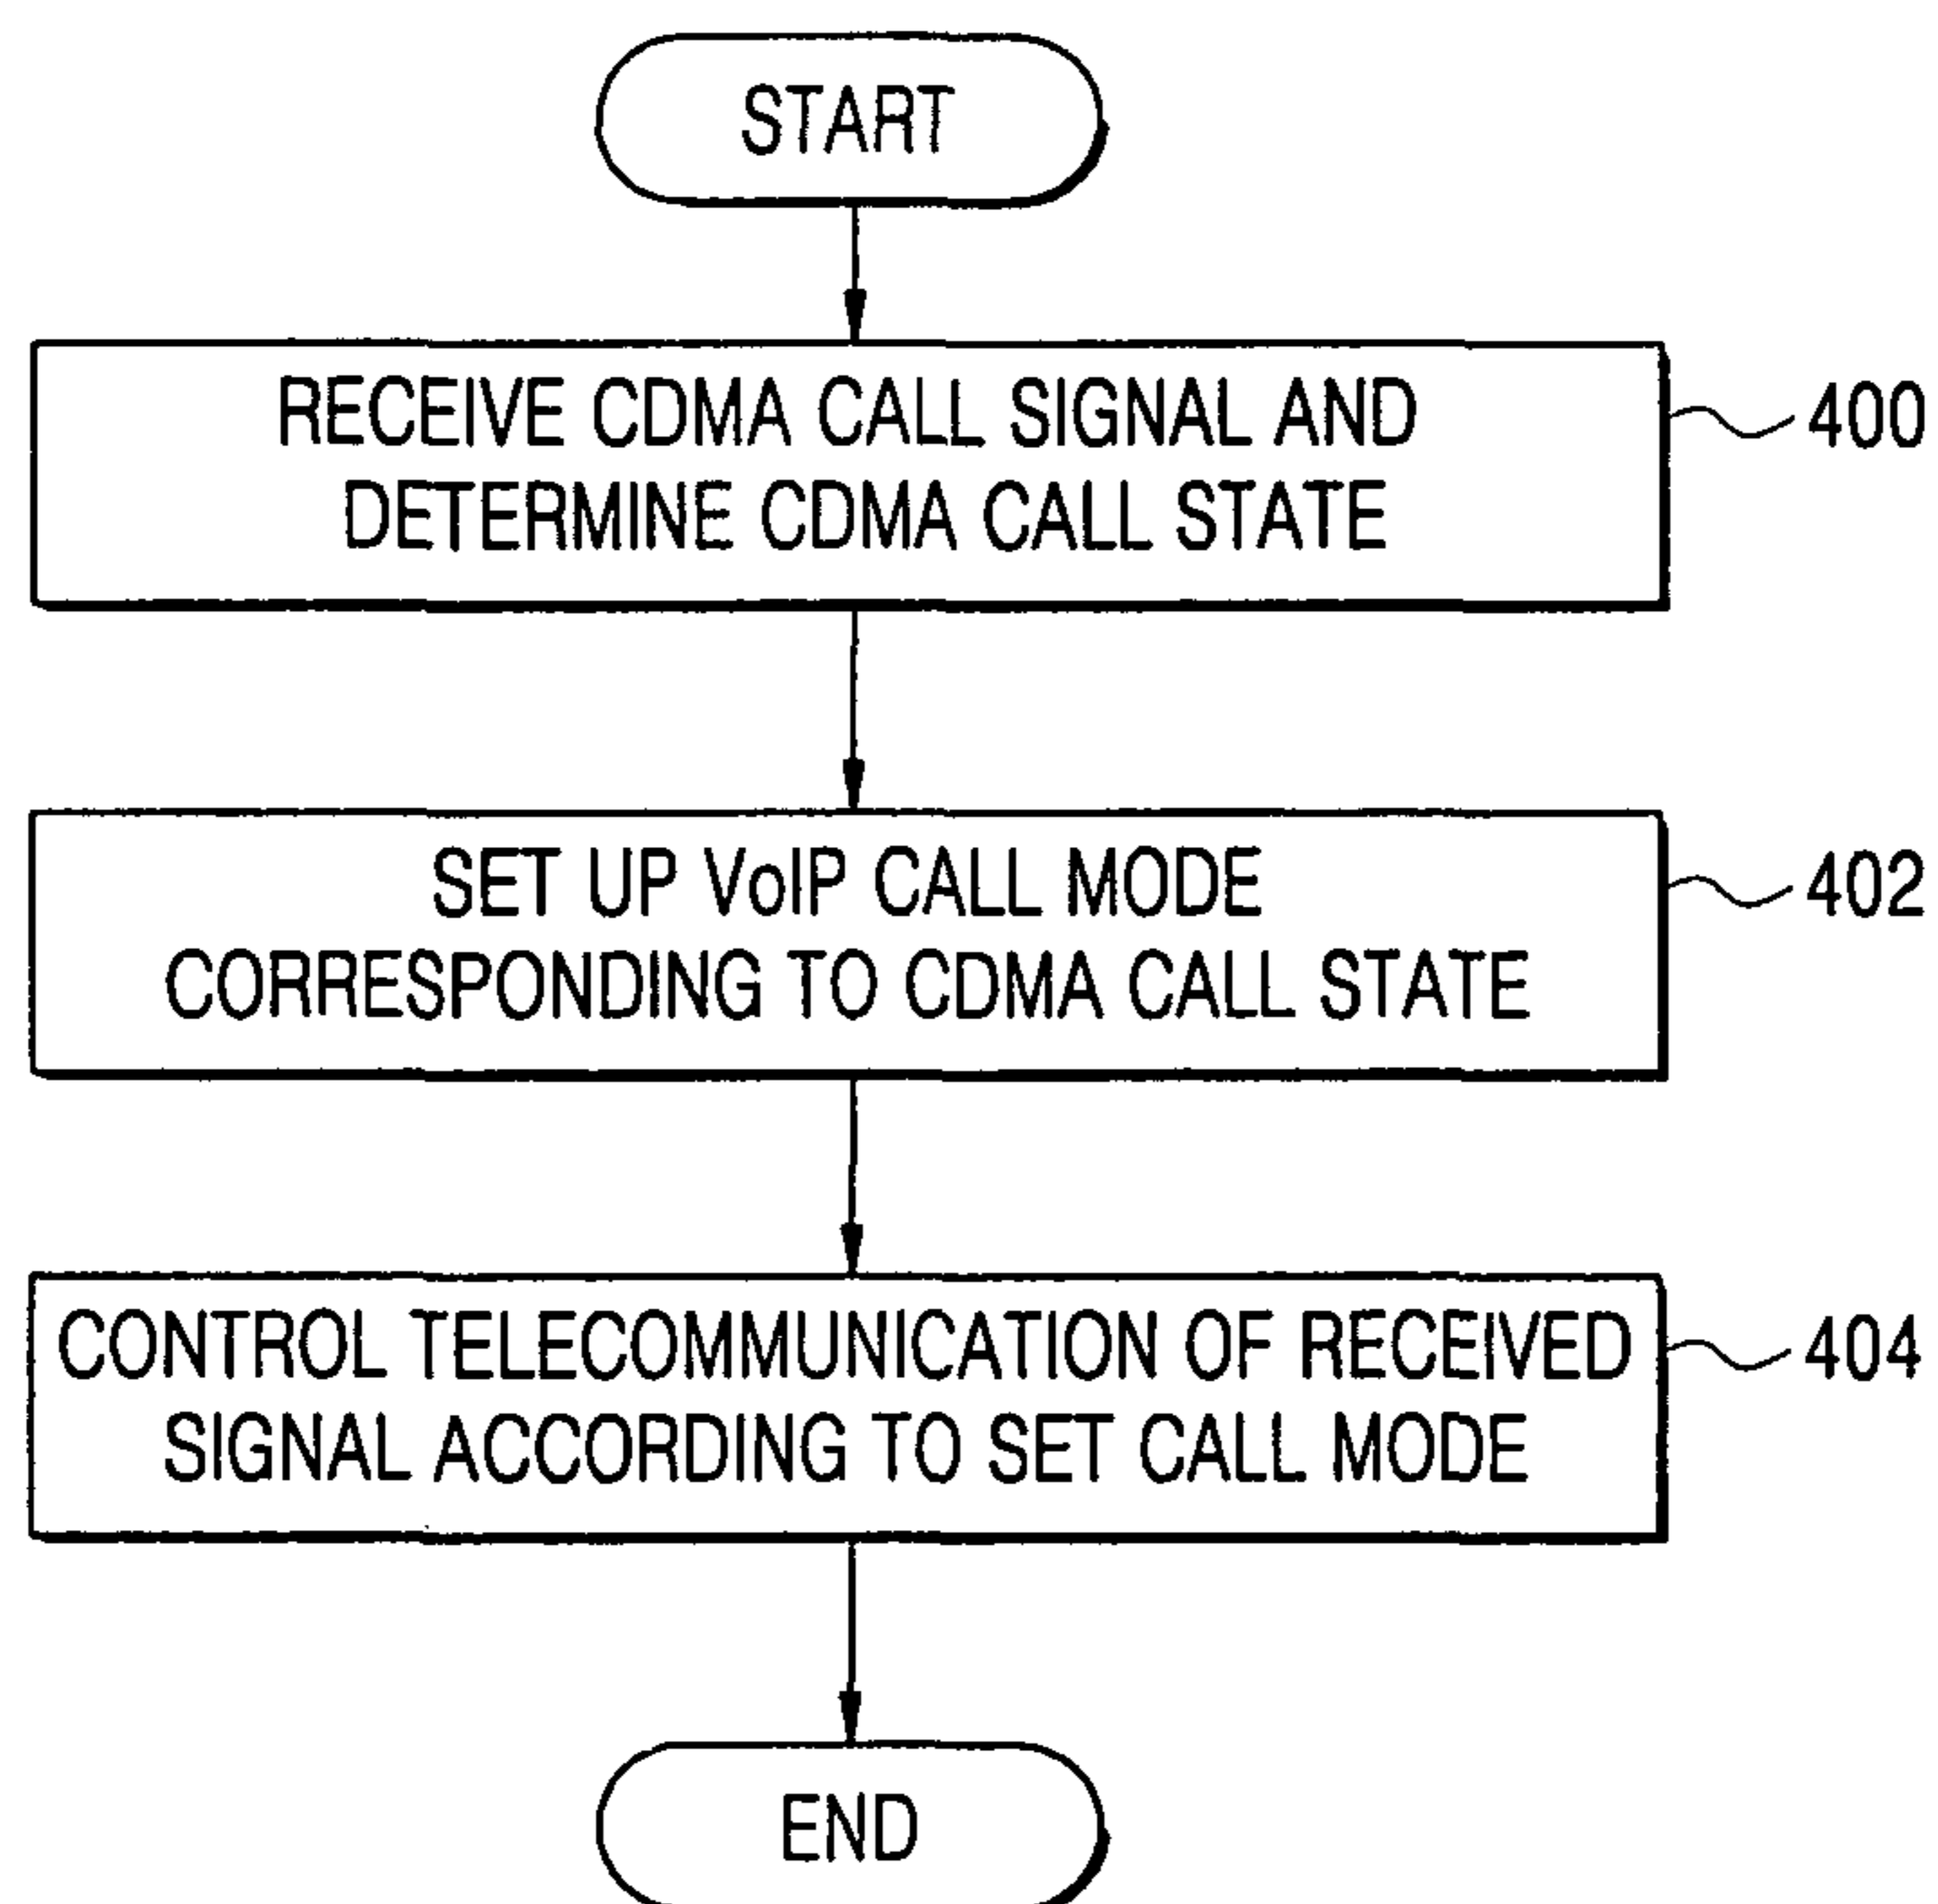 START
RECEIVE CDMA CALL SIGNAL AND
DETERMINE CDMA CALL STATE
400
SET UP VoIP CALL MODE
CORRESPONDING TO CDMA CALL STATE
402
CONTROL TELECOMMUNICATION OF RECEIVED
SIGNAL ACCORDING TO SET CALL MODE
404
END